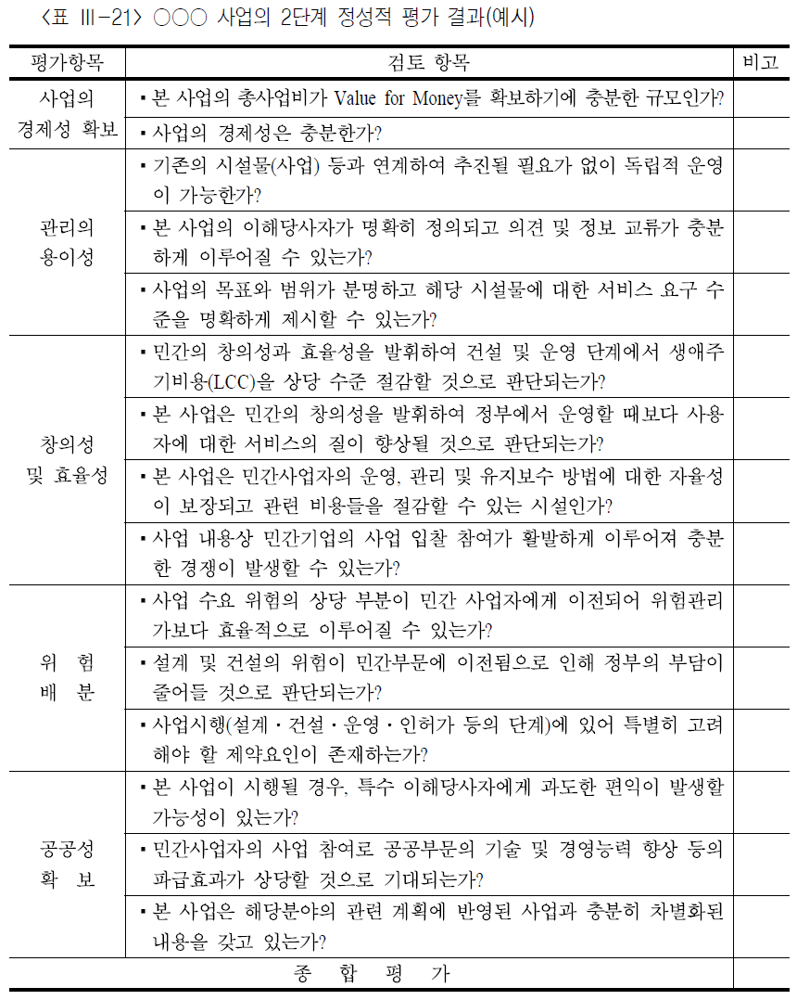 <표 Ⅲ-21> ○○○ 사업의 2단계 정성적 평가 결과(예시)
평가항목 검토 항목 비고
사업의
경제성 확보
▪본 사업의 총사업비가 Value for Money를 확보하기에 충분한 규모인가?
▪사업의 경제성은 충분한가?
관리의
용이성
▪기존의 시설물(사업) 등과 연계하여 추진될 필요가 없이 독립적 운영
이 가능한가?
▪본 사업의 이해당사자가 명확히 정의되고 의견 및 정보 교류가 충분
하게 이루어질 수 있는가?
▪사업의 목표와 범위가 분명하고 해당 시설물에 대한 서비스 요구 수
준을 명확하게 제시할 수 있는가?
창의성
및 효율성
▪민간의 창의성과 효율성을 발휘하여 건설 및 운영 단계에서 생애주
기비용(LCC)을 상당 수준 절감할 것으로 판단되는가?
▪본 사업은 민간의 창의성을 발휘하여 정부에서 운영할 때보다 사용
자에 대한 서비스의 질이 향상될 것으로 판단되는가?
▪본 사업은 민간사업자의 운영, 관리 및 유지보수 방법에 대한 자율성
이 보장되고 관련 비용들을 절감할 수 있는 시설인가?
▪사업 내용상 민간기업의 사업 입찰 참여가 활발하게 이루어져 충분
한 경쟁이 발생할 수 있는가?
위 험
배 분
▪사업 수요 위험의 상당 부분이 민간 사업자에게 이전되어 위험관리
가보다 효율적으로 이루어질 수 있는가?
▪설계 및 건설의 위험이 민간부문에 이전됨으로 인해 정부의 부담이
줄어들 것으로 판단되는가?
▪사업시행(설계·건설·운영·인허가 등의 단계)에 있어 특별히 고려
해야 할 제약요인이 존재하는가?
공공성
확 보
▪본 사업이 시행될 경우, 특수 이해당사자에게 과도한 편익이 발생할
가능성이 있는가?
▪민간사업자의 사업 참여로 공공부문의 기술 및 경영능력 향상 등의
파급효과가 상당할 것으로 기대되는가?
▪본 사업은 해당분야의 관련 계획에 반영된 사업과 충분히 차별화된
내용을 갖고 있는가?
종 합 평 가